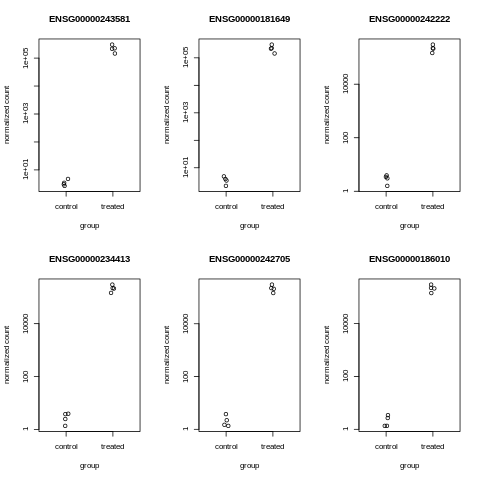 ENSG00000243581
normalized count
1e+05
1e+03
1e+01
control
treated
group
ENSG00000181649
normalized count
1e+05
1e+03
1e+01
control
treated
group
ENSG00000242222
normalized count
10000
100
1
control
treated
group
ENSG00000234413
normalized count
10000
100
1
control
treated
group
ENSG00000242705
normalized count
10000
100
1
control
treated
group
ENSG00000186010
normalized count
10000
100
1
control
treated
group